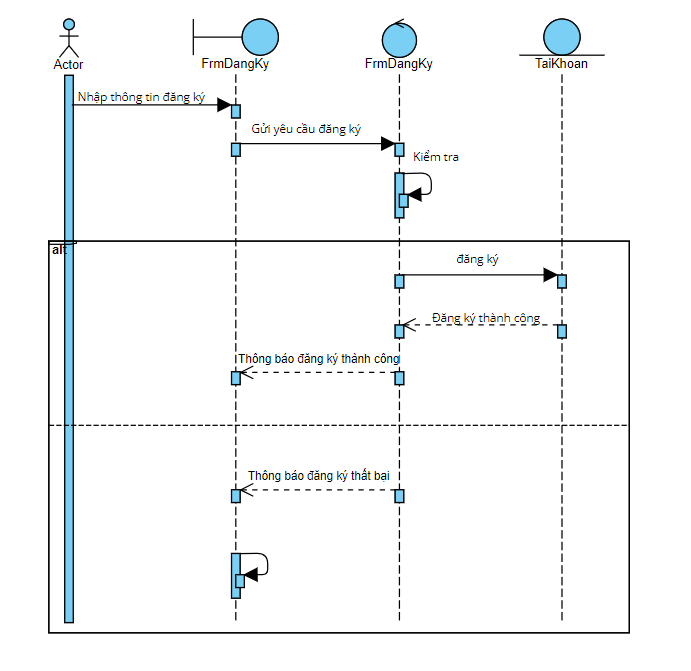 Actor
FrmDangKy
FrmDangKy
TaiKhoan
Nhập thông tin đăng ký
Gửi yêu cầu đăng ký
Kiểm tra
alt
đăng ký
Đăng ký thành công
Thông báo đăng ký thành công
Thông báo đăng ký thất bại